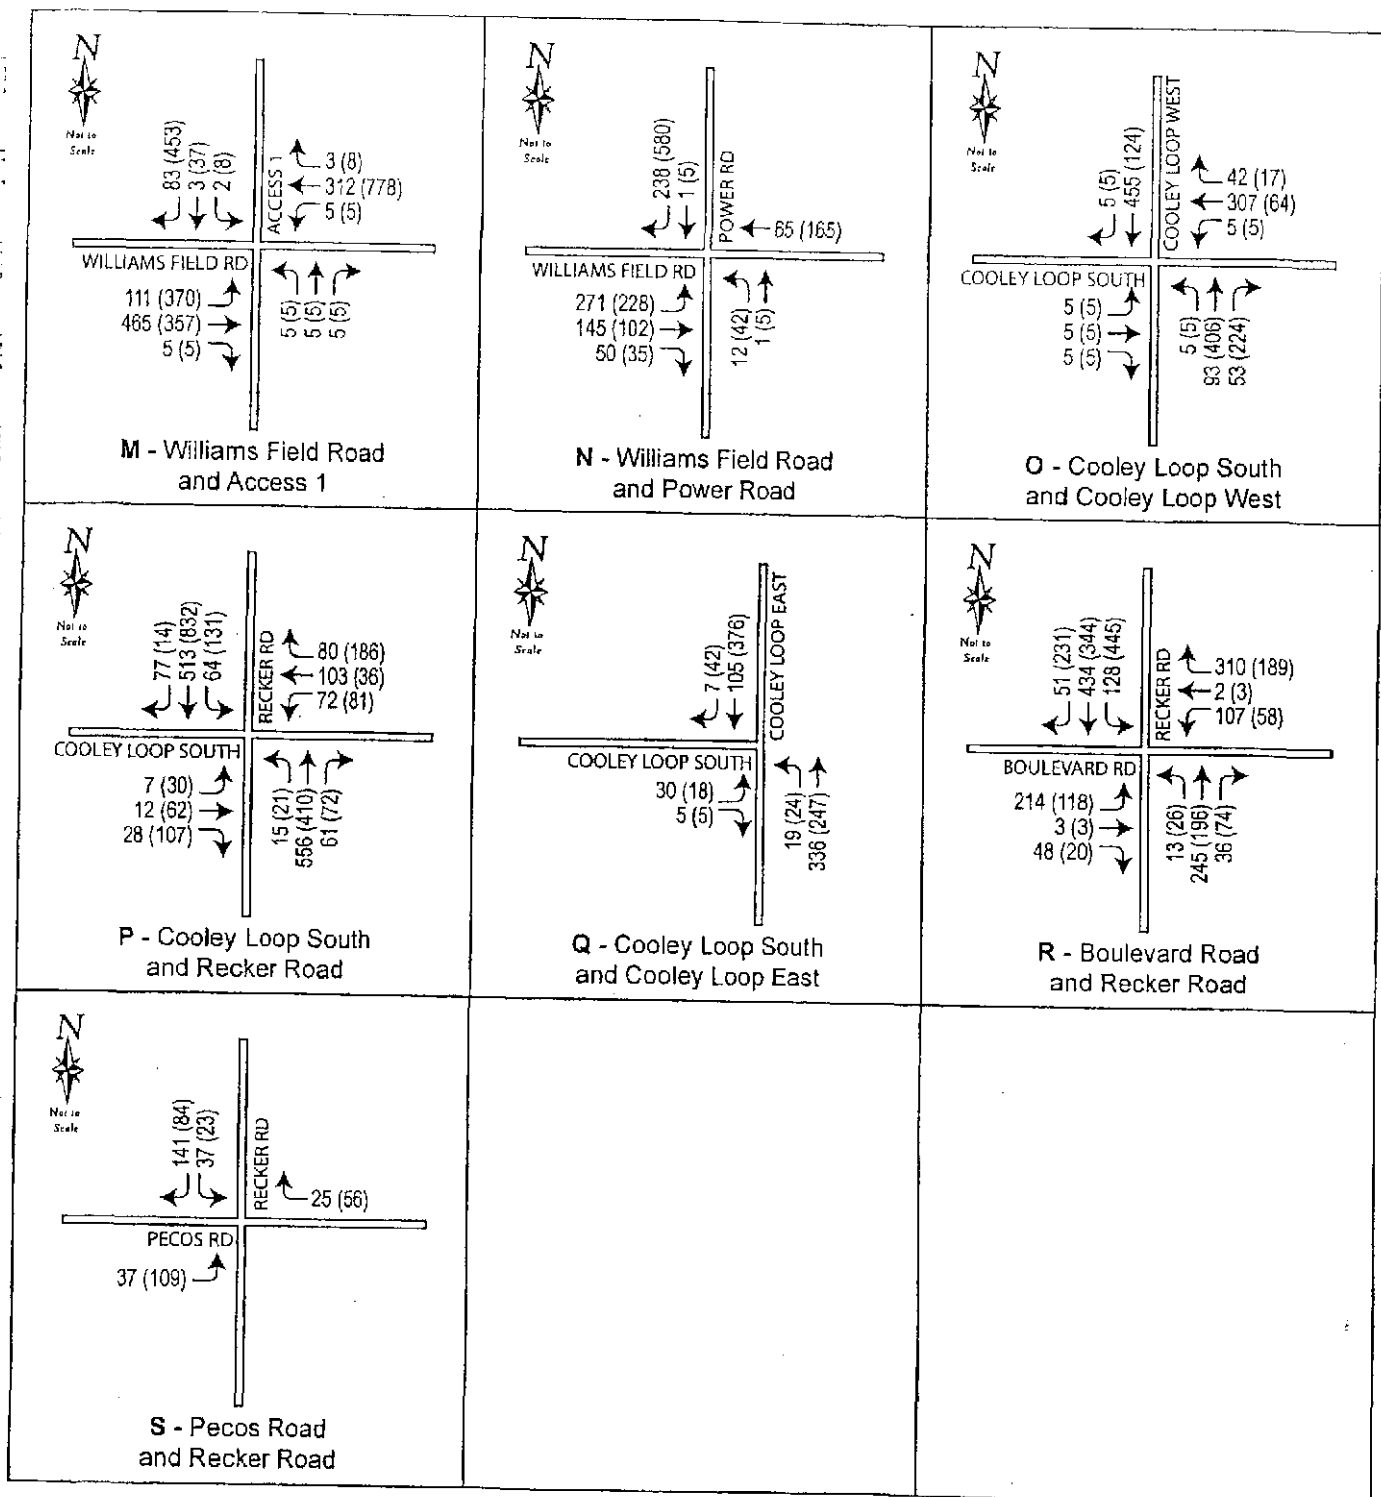 N
Not to
Scale
83 (453)
3 (37)
2 (8)
ACCESS 1
3 (8)
312 (778)
5 (5)
WILLIAMS FIELD RD
111 (370)
465 (357)
5 (5)
5 (5)
5 (5)
5 (5)
M - Williams Field Road
and Access 1
N
Not to
Scale
238 (580)
1 (5)
POWER RD
65 (165)
WILLIAMS FIELD RD
271 (228)
145 (102)
50 (35)
12 (42)
1 (5)
N - Williams Field Road
and Power Road
N
Not to
Scale
5 (5)
455 (124)
COOLEY LOOP WEST
42 (17)
307 (64)
5 (5)
COOLEY LOOP SOUTH
5 (5)
5 (5)
5 (5)
5 (5)
93 (406)
53 (224)
O - Cooley Loop South
and Cooley Loop West
N
Not to
Scale
77 (14)
513 (832)
64 (131)
RECKER RD
80 (186)
103 (36)
72 (81)
COOLEY LOOP SOUTH
7 (30)
12 (62)
28 (107)
15 (21)
556 (410)
61 (72)
P - Cooley Loop South
and Recker Road
N
Not to
Scale
7 (42)
105 (376)
COOLEY LOOP EAST
COOLEY LOOP SOUTH
30 (18)
5 (5)
19 (24)
336 (247)
Q - Cooley Loop South
and Cooley Loop East
N
Not to
Scale
51 (231)
434 (344)
128 (445)
RECKER RD
310 (189)
2 (3)
107 (58)
BOULEVARD RD
214 (118)
3 (3)
48 (20)
13 (26)
245 (196)
36 (74)
R - Boulevard Road
and Recker Road
N
Not to
Scale
141 (84)
37 (23)
RECKER RD
25 (56)
PECOS RD
37 (109)
S - Pecos Road
and Recker Road